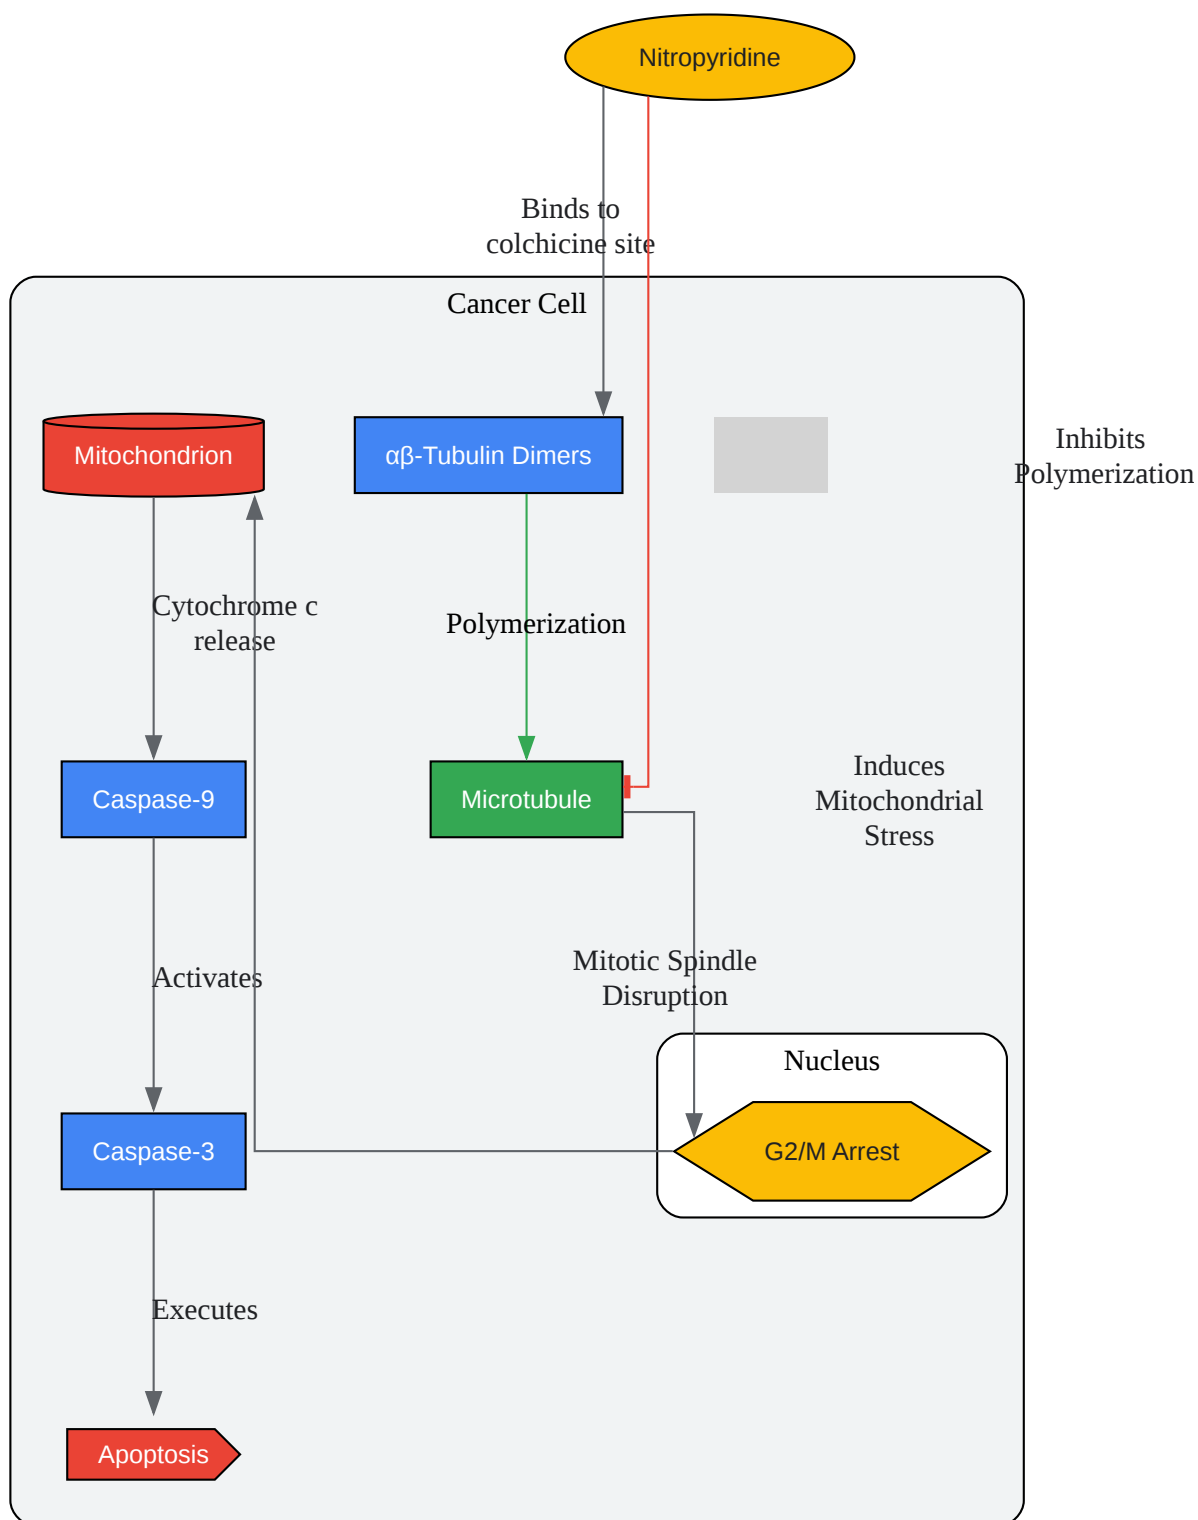 Nitropyridine
Binds to
colchicine site
Cancer Cell
Mitochondrion
αβ-Tubulin Dimers
Inhibits
Polymerization
Cytochrome c
release
Polymerization
Caspase-9
Microtubule
Induces
Mitochondrial
Stress
Activates
Mitotic Spindle
Disruption
Nucleus
Caspase-3
G2/M Arrest
Executes
Apoptosis